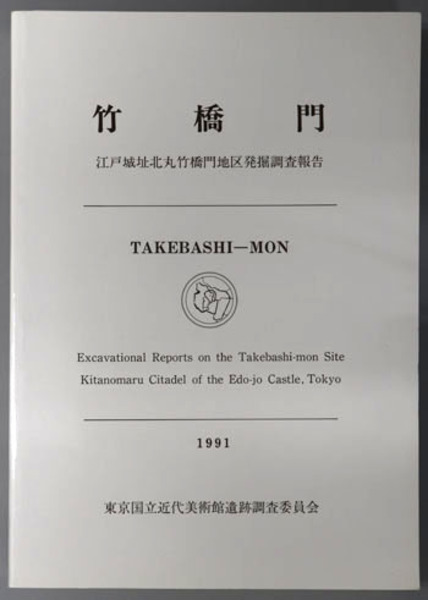 竹橋門
江戸城址北丸竹橋門地区発掘調査報告
TAKEBASHI—MON
Excavational Reports on the Takebashi-mon Site
Kitanomaru Citadel of the Edo-jo Castle, Tokyo
1991
東京国立近代美術館遺跡調査委員会